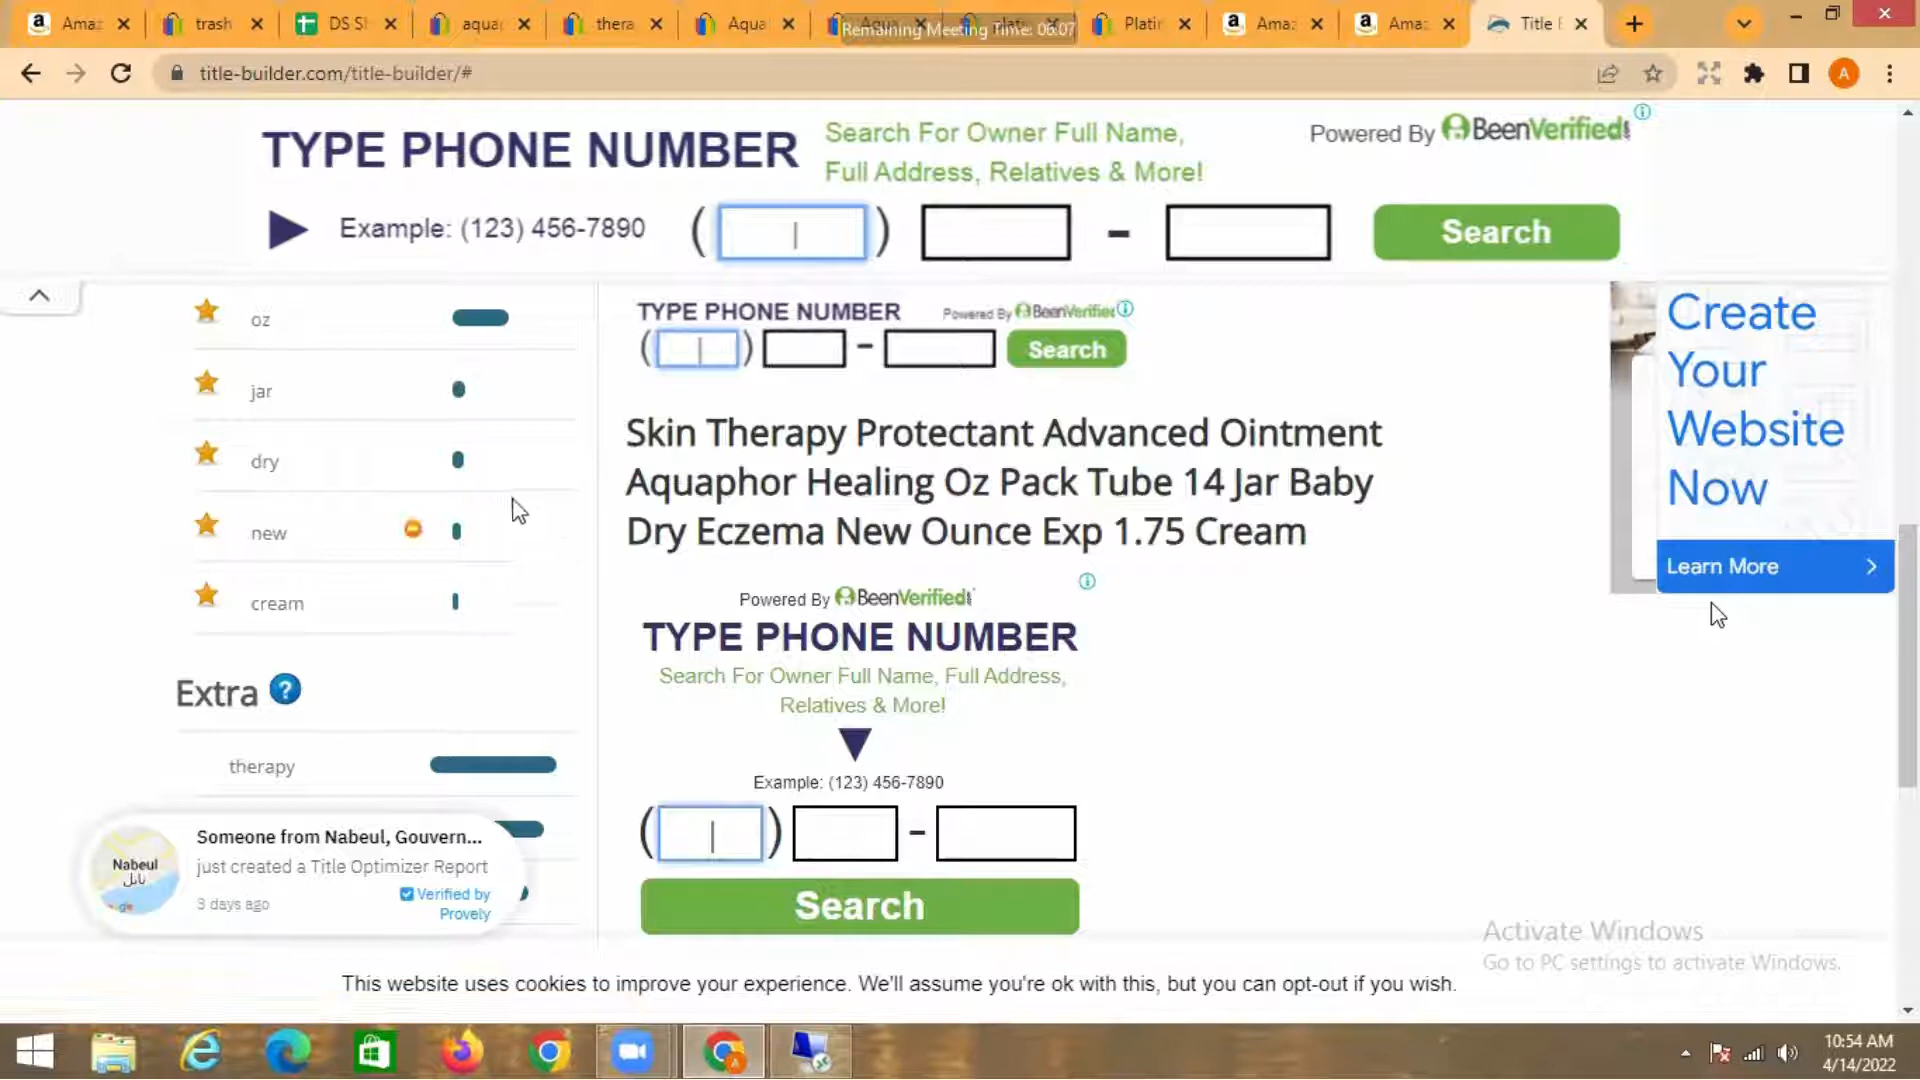 Ama:
trash
DS Sh
aquap
thera
Aqua
Aqua
plati
Platir
Ama:
Ama:
Title B
Remaining Meeting Time: 06:07
title-builder.com/title-builder/#
A
TYPE PHONE NUMBER
Search For Owner Full Name,
Full Address, Relatives & More!
Powered By BeenVerified
Example: (123) 456-7890
( ) -
Search
oz
jar
dry
new
cream
Extra ?
therapy
TYPE PHONE NUMBER
Powered By BeenVerified
( ) -
Search
Skin Therapy Protectant Advanced Ointment
Aquaphor Healing Oz Pack Tube 14 Jar Baby
Dry Eczema New Ounce Exp 1.75 Cream
Powered By BeenVerified
TYPE PHONE NUMBER
Search For Owner Full Name, Full Address,
Relatives & More!
Example: (123) 456-7890
( ) -
Search
Create
Your
Website
Now
Learn More
Nabeul
نابل
Someone from Nabeul, Gouvern...
just created a Title Optimizer Report
3 days ago
Verified by
Provely
Activate Windows
Go to PC settings to activate Windows.
This website uses cookies to improve your experience. We'll assume you're ok with this, but you can opt-out if you wish.
A
10:54 AM
4/14/2022